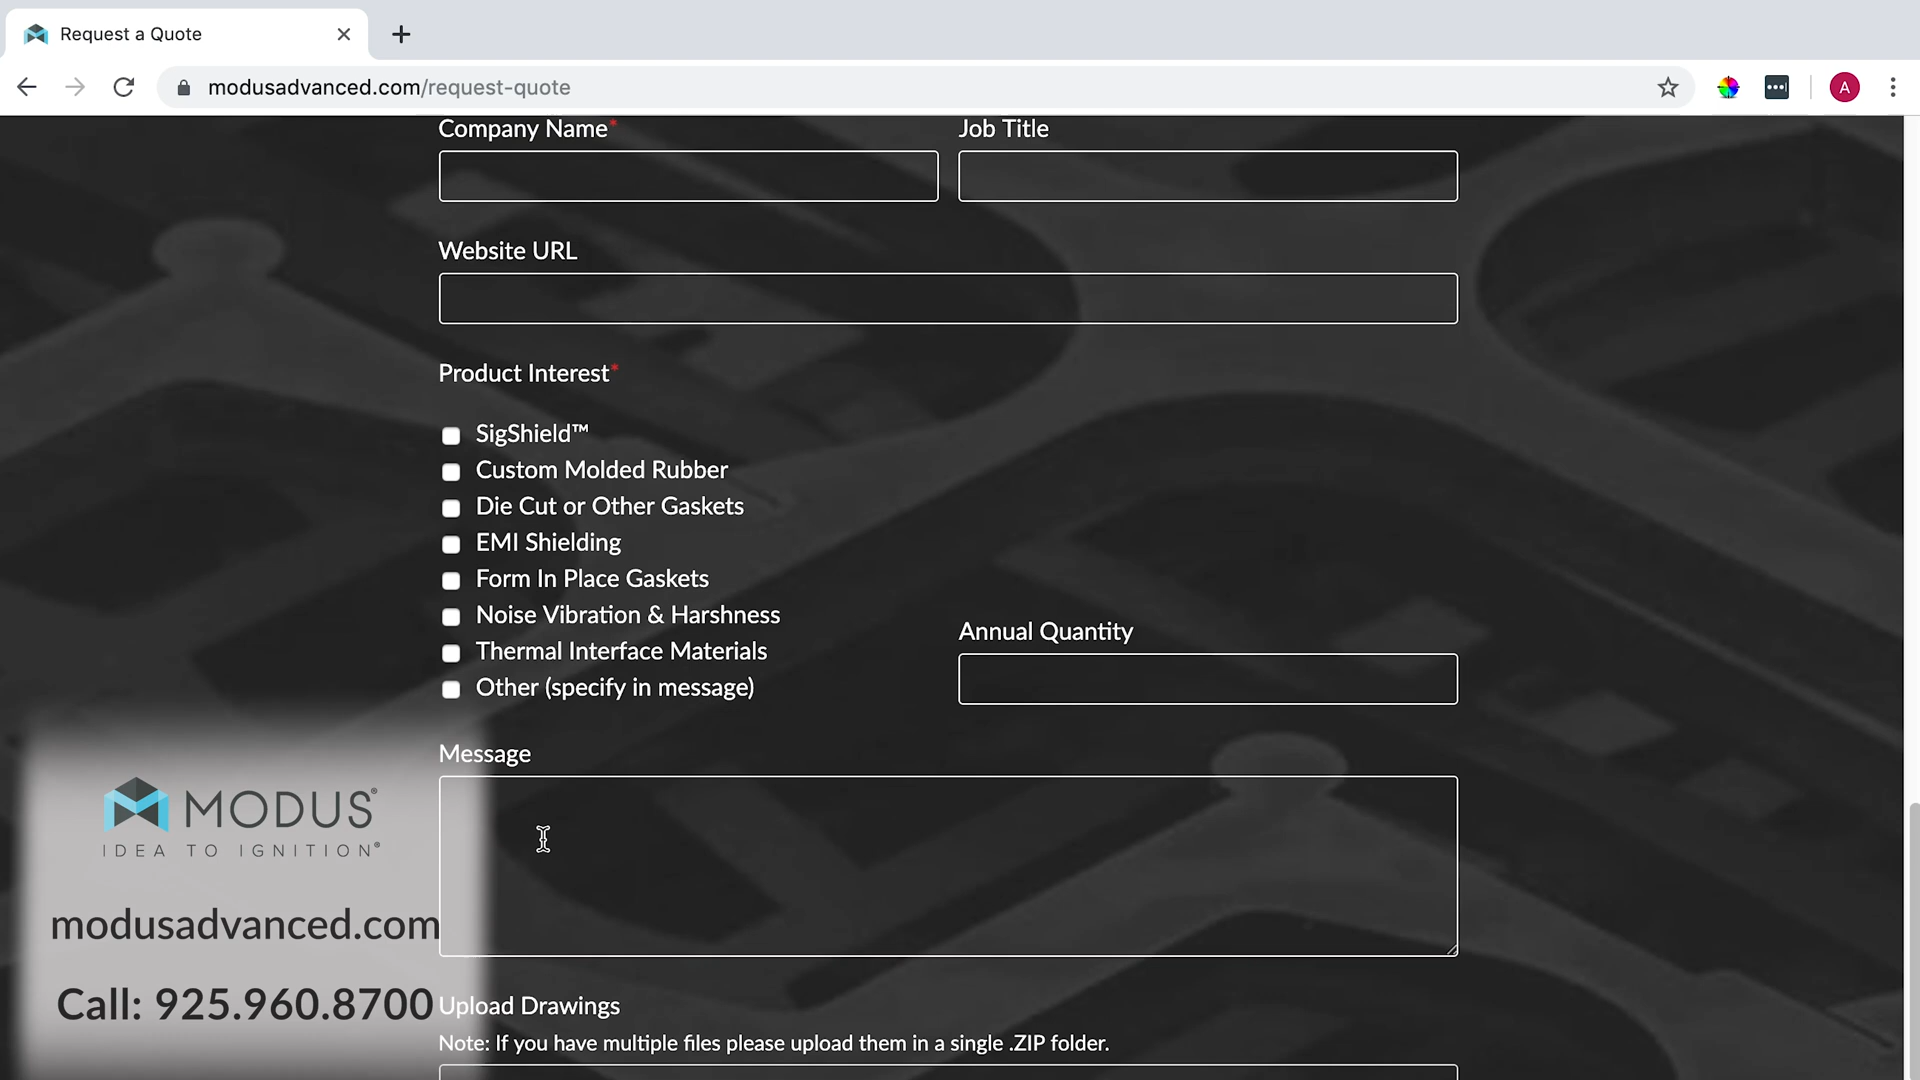 Request a Quote
modusadvanced.com/request-quote
A
Company Name*
Job Title
Website URL
Product Interest*
SigShield™
Custom Molded Rubber
Die Cut or Other Gaskets
EMI Shielding
Form In Place Gaskets
Noise Vibration & Harshness
Thermal Interface Materials
Other (specify in message)
Annual Quantity
Message
MODUS®
IDEA TO IGNITION®
modusadvanced.com
Call: 925.960.8700
Upload Drawings
Note: If you have multiple files please upload them in a single .ZIP folder.